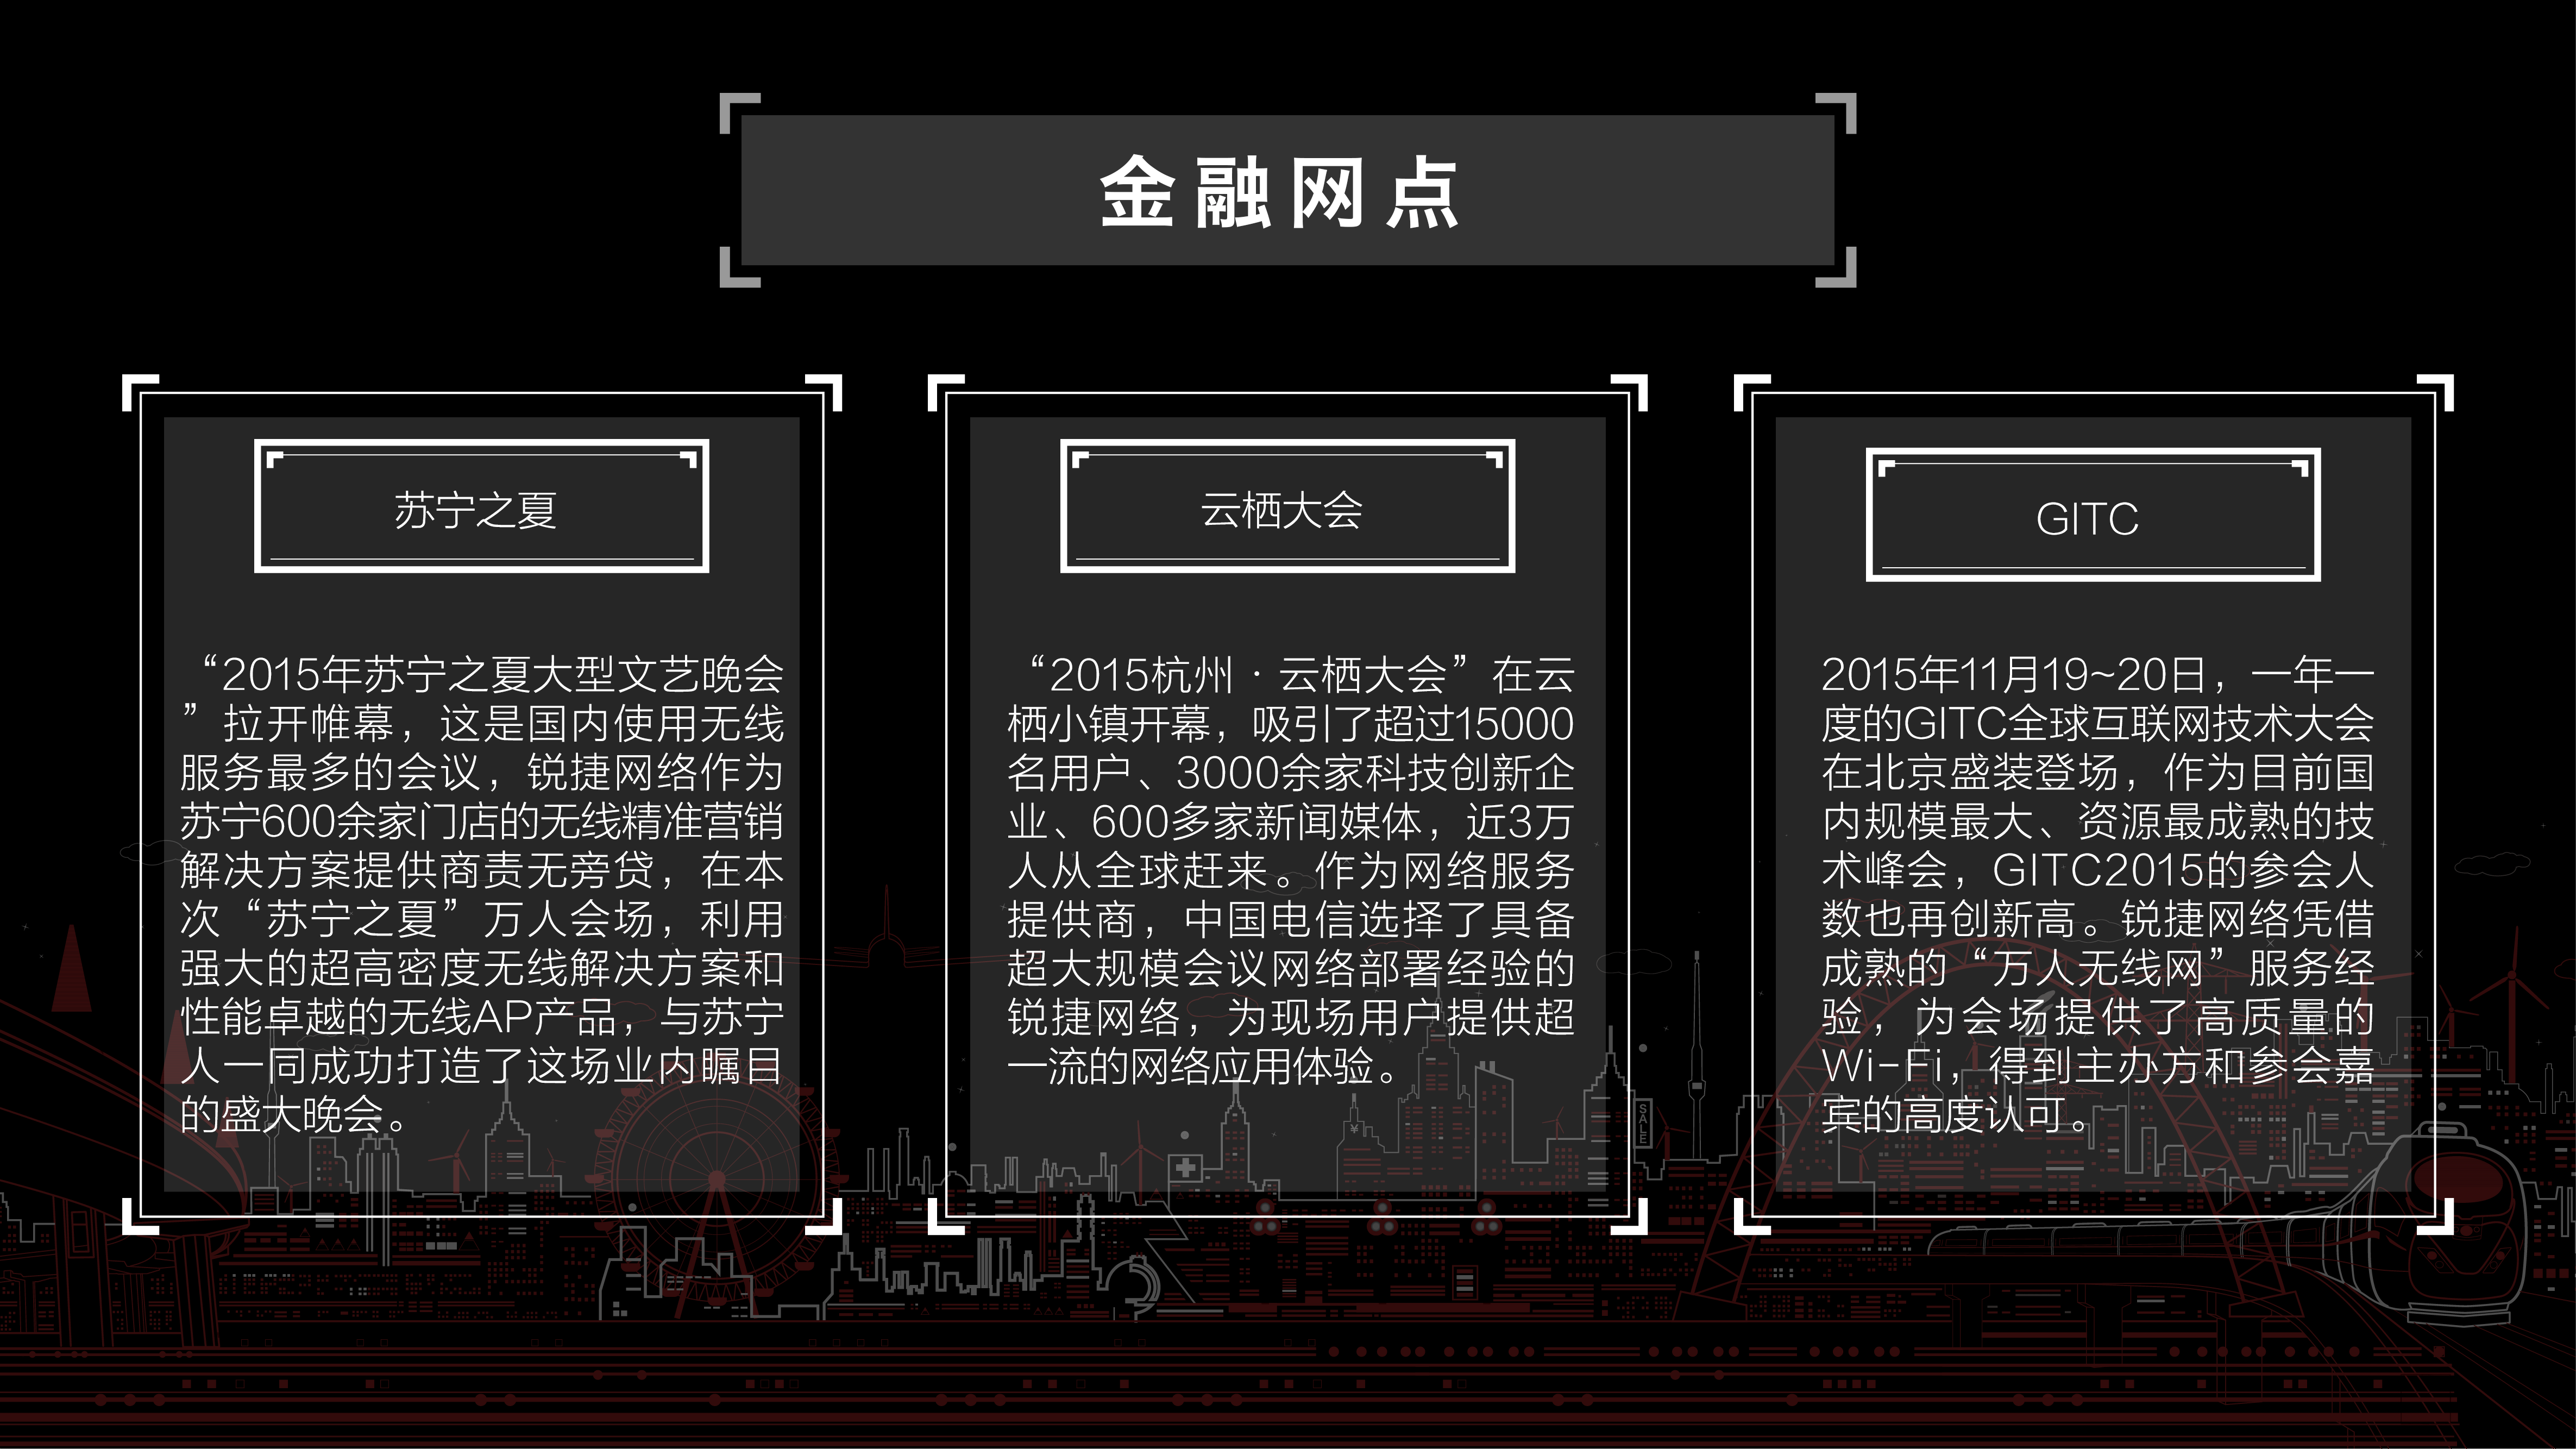 金融网点
苏宁之夏
“2015年苏宁之夏大型文艺晚会
”拉开帷幕，这是国内使用无线
服务最多的会议，锐捷网络作为
苏宁600余家门店的无线精准营销
解决方案提供商责无旁贷，在本
次“苏宁之夏”万人会场，利用
强大的超高密度无线解决方案和
性能卓越的无线AP产品，与苏宁
人一同成功打造了这场业内瞩目
的盛大晚会。
云栖大会
“2015杭州·云栖大会”在云
栖小镇开幕，吸引了超过15000
名用户、3000余家科技创新企
业、600多家新闻媒体，近3万
人从全球赶来。作为网络服务
提供商，中国电信选择了具备
超大规模会议网络部署经验的
锐捷网络，为现场用户提供超
一流的网络应用体验。
GITC
2015年11月19~20日，一年一
度的GITC全球互联网技术大会
在北京盛装登场，作为目前国
内规模最大、资源最成熟的技
术峰会，GITC2015的参会人
数也再创新高。锐捷网络凭借
成熟的“万人无线网”服务经
验，为会场提供了高质量的
Wi-Fi，得到主办方和参会嘉
宾的高度认可。
SALE
¥